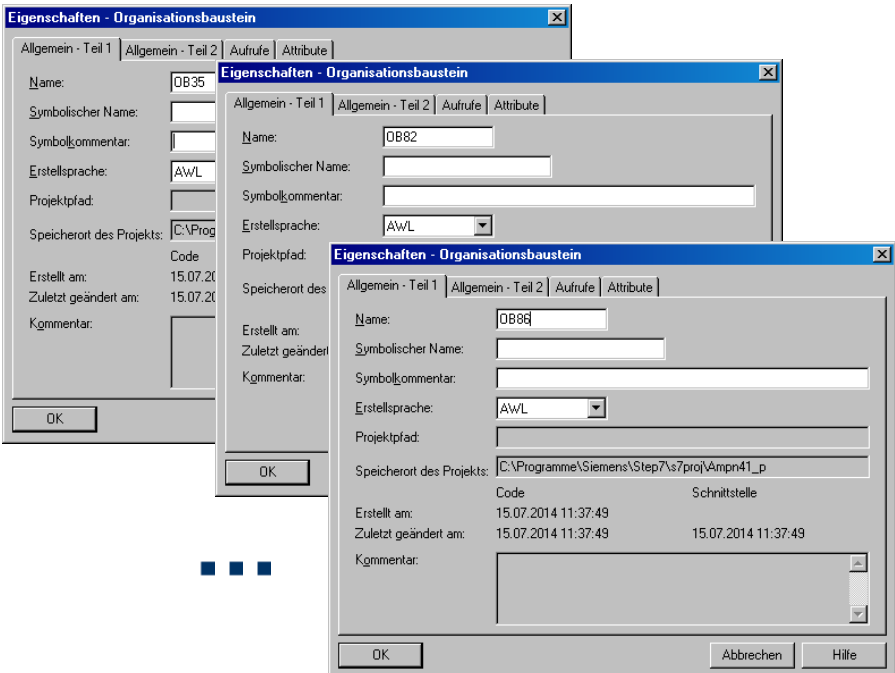 Eigenschaften - Organisationsbaustein
Allgemein - Teil 1 Allgemein - Teil 2 Aufrufe Attribute
Name: OB35
Symbolischer Name:
Symbolkommentar:
Erstellsprache: AWL
Projektpfad:
Speicherort des Projekts: C:\Prog
Code
Erstellt am: 15.07.20
Zuletzt geändert am: 15.07.20
Kommentar:
OK
Eigenschaften - Organisationsbaustein
Allgemein - Teil 1 Allgemein - Teil 2 Aufrufe Attribute
Name: OB82
Symbolischer Name:
Symbolkommentar:
Erstellsprache: AWL
Projektpfad:
Speicherort des
Erstellt am:
Zuletzt geändert
Kommentar:
OK
Eigenschaften - Organisationsbaustein
Allgemein - Teil 1 Allgemein - Teil 2 Aufrufe Attribute
Name: OB86
Symbolischer Name:
Symbolkommentar:
Erstellsprache: AWL
Projektpfad:
Speicherort des Projekts: C:\Programme\Siemens\Step7\s7proj\Ampn41_p
Code Schnittstelle
Erstellt am: 15.07.2014 11:37:49
Zuletzt geändert am: 15.07.2014 11:37:49 15.07.2014 11:37:49
Kommentar:
OK Abbrechen Hilfe